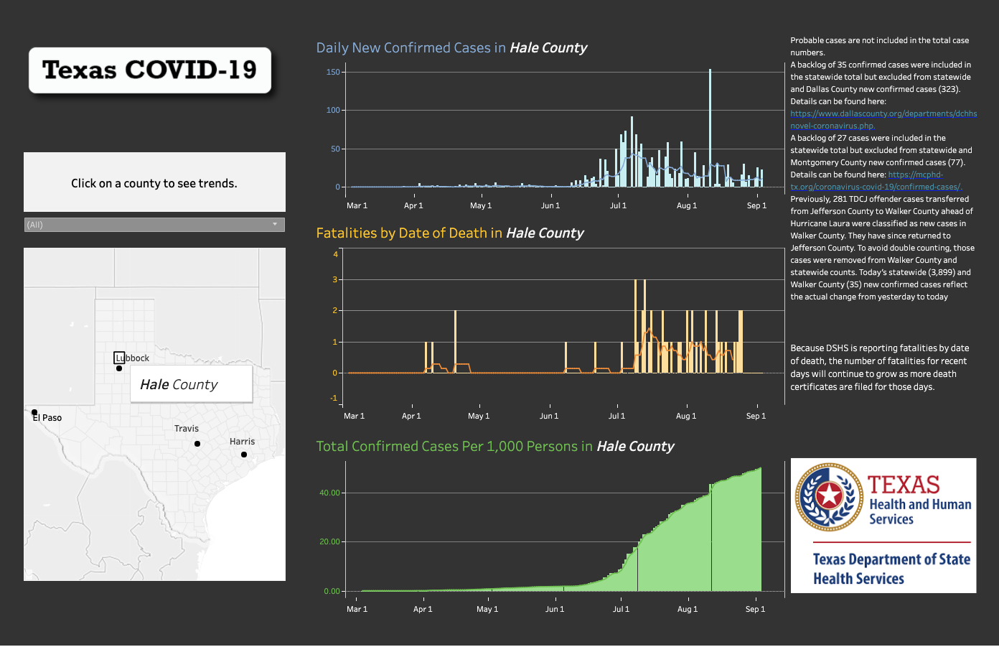 Texas COVID-19
Click on a county to see trends.
(All)
Lubbock
Hale County
El Paso
Travis
Harris
Daily New Confirmed Cases in Hale County
150
100
50
0
Mar 1
Apr 1
May 1
Jun 1
Jul 1
Aug 1
Sep 1
Fatalities by Date of Death in Hale County
4
3
2
1
0
-1
Mar 1
Apr 1
May 1
Jun 1
Jul 1
Aug 1
Sep 1
Total Confirmed Cases Per 1,000 Persons in Hale County
40.00
20.00
0.00
Mar 1
Apr 1
May 1
Jun 1
Jul 1
Aug 1
Sep 1
Probable cases are not included in the total case
numbers.
A backlog of 35 confirmed cases were included in
the statewide total but excluded from statewide
and Dallas County new confirmed cases (323).
Details can be found here:
https://www.dallascounty.org/departments/dchhs
novel-coronavirus.php.
A backlog of 27 cases were included in the
statewide total but excluded from statewide and
Montgomery County new confirmed cases (77).
Details can be found here: https://mcphd-
tx.org/coronavirus-covid-19/confirmed-cases/.
Previously, 281 TDCJ offender cases transferred
from Jefferson County to Walker County ahead of
Hurricane Laura were classified as new cases in
Walker County. They have since returned to
Jefferson County. To avoid double counting, those
cases were removed from Walker County and
statewide counts. Today's statewide (3,899) and
Walker County (35) new confirmed cases reflect
the actual change from yesterday to today
Because DSHS is reporting fatalities by date
of death, the number of fatalities for recent
days will continue to grow as more death
certificates are filed for those days.
TEXAS
Health and Human
Services
Texas Department of State
Health Services